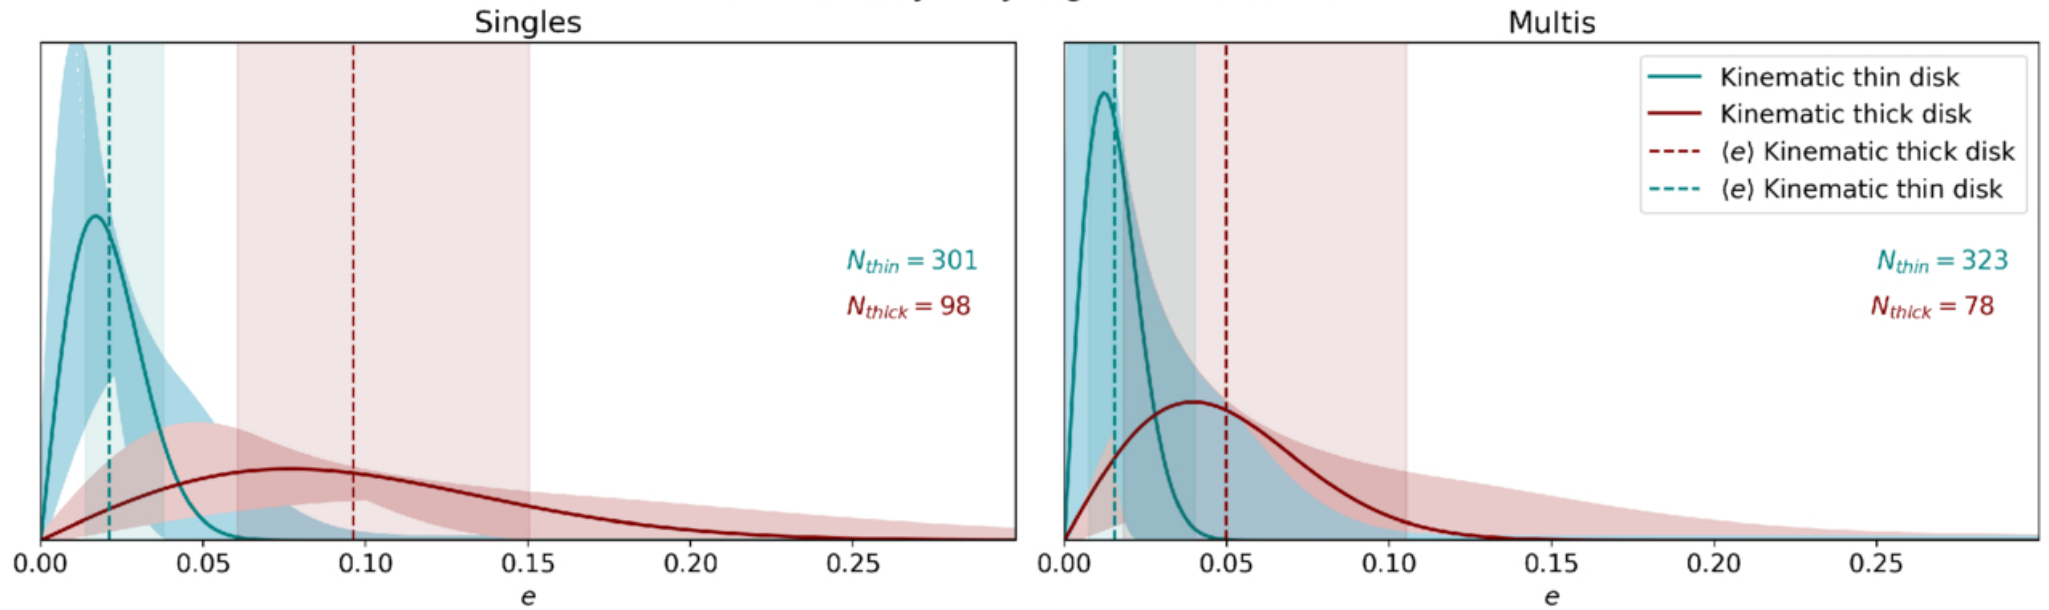 Singles
Multis
Kinematic thin disk
Kinematic thick disk
⟨e⟩ Kinematic thick disk
⟨e⟩ Kinematic thin disk
N_thin = 301
N_thick = 98
N_thin = 323
N_thick = 78
0.00 0.05 0.10 0.15 0.20 0.25
0.00 0.05 0.10 0.15 0.20 0.25
e
e